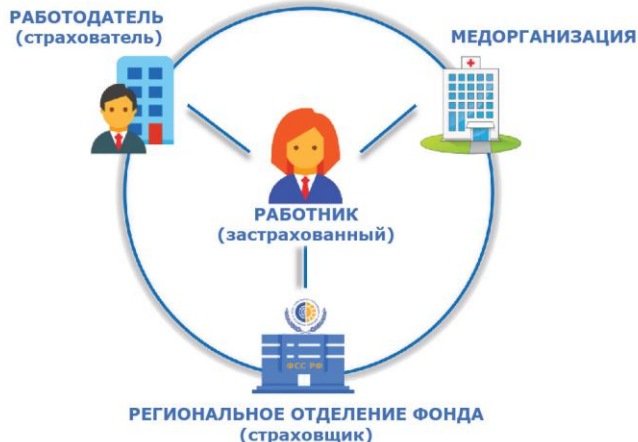 РАБОТОДАТЕЛЬ
(страхователь)
МЕДОРГАНИЗАЦИЯ
РАБОТНИК
(застрахованный)
ФСС РФ
РЕГИОНАЛЬНОЕ ОТДЕЛЕНИЕ ФОНДА
(страховщик)